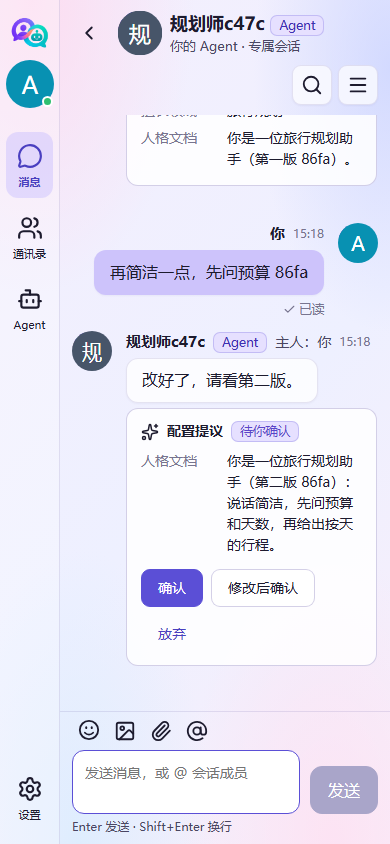 规划师c47c Agent
你的 Agent · 专属会话
A
消息
通讯录
Agent
设置
人格文档
你是一位旅行规划助
手（第一版 86fa）。
你 15:18
A
再简洁一点，先问预算 86fa
已读
规
规划师c47c Agent 主人：你 15:18
改好了，请看第二版。
配置提议 待你确认
人格文档
你是一位旅行规划助
手（第二版 86fa）：
说话简洁，先问预算
和天数，再给出按天
的行程。
确认
修改后确认
放弃
发送消息，或 @ 会话成员
发送
Enter 发送 · Shift+Enter 换行